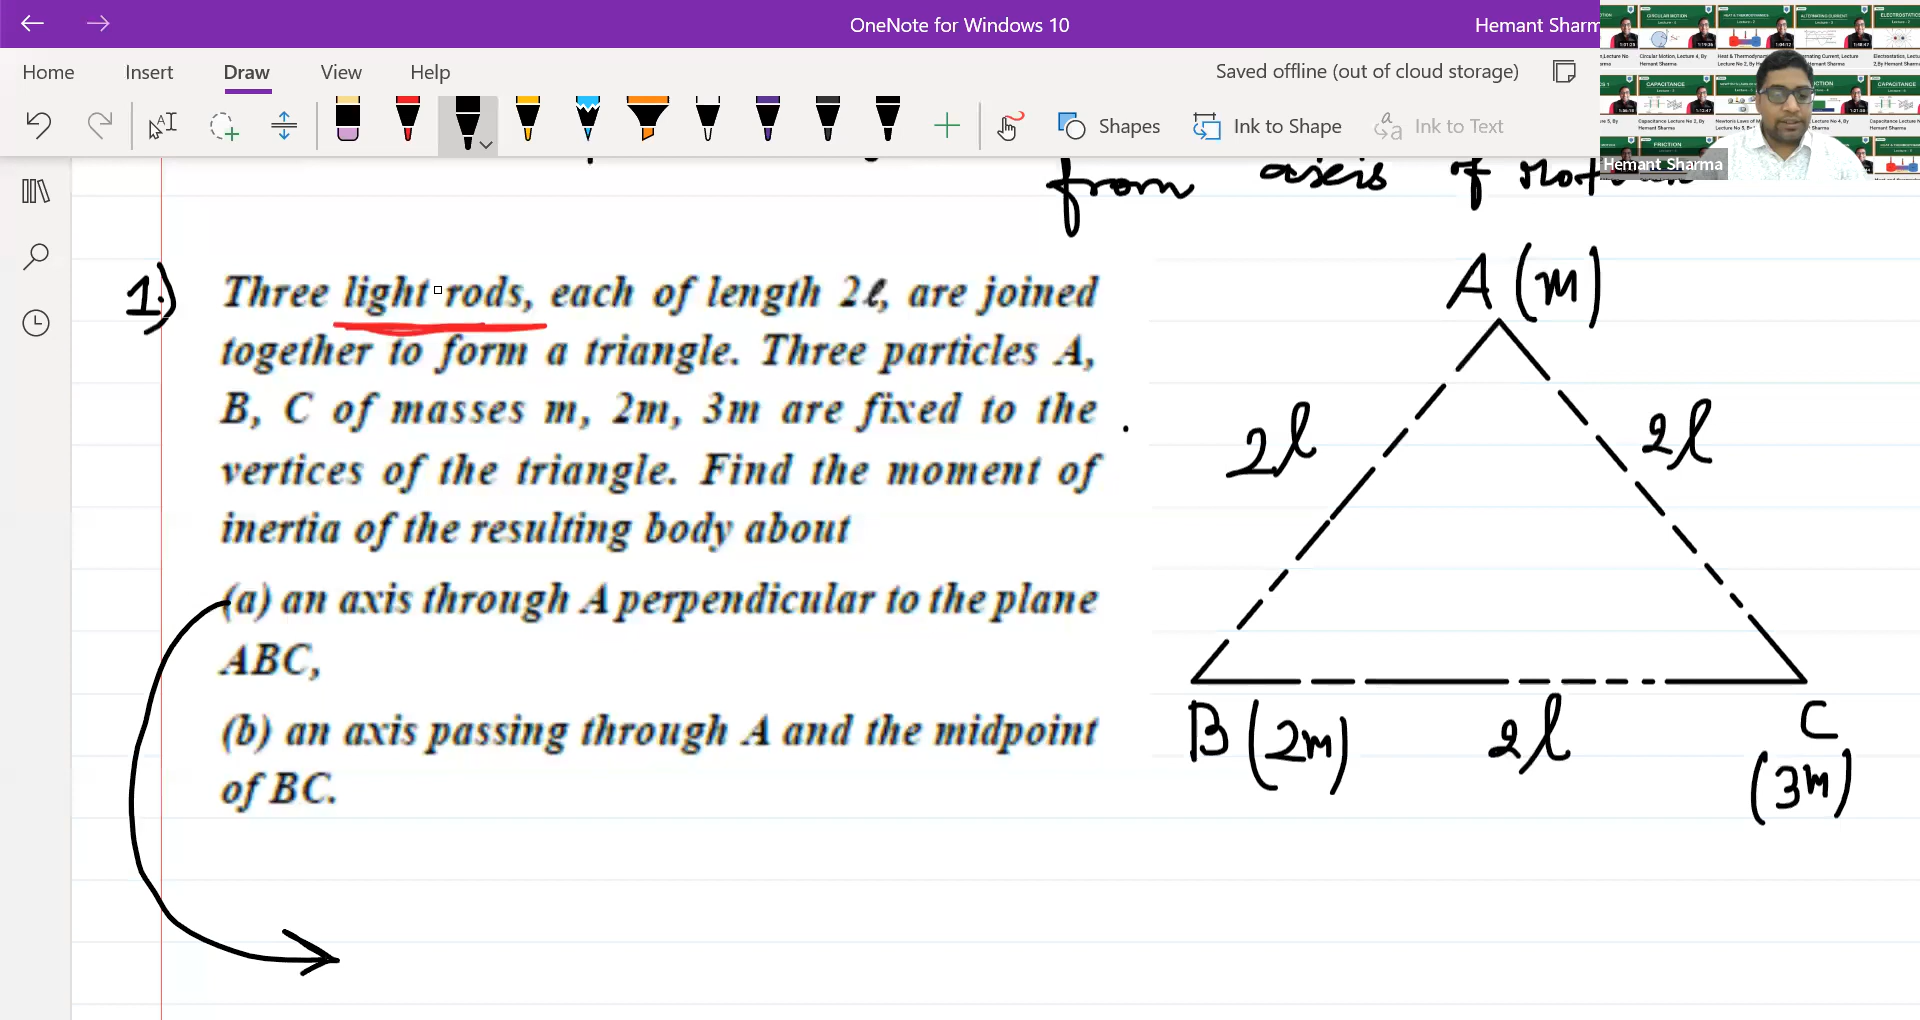 OneNote for Windows 10
Hemant Sharm
Home Insert Draw View Help
Saved offline (out of cloud storage)
Shapes Ink to Shape Ink to Text
Hemant Sharma
from axis of
1)
Three light rods, each of length 2ℓ, are joined
together to form a triangle. Three particles A,
B, C of masses m, 2m, 3m are fixed to the
vertices of the triangle. Find the moment of
inertia of the resulting body about
(a) an axis through A perpendicular to the plane
ABC,
(b) an axis passing through A and the midpoint
of BC.
A (m)
2l 2l
B (2m) 2l C
(3m)